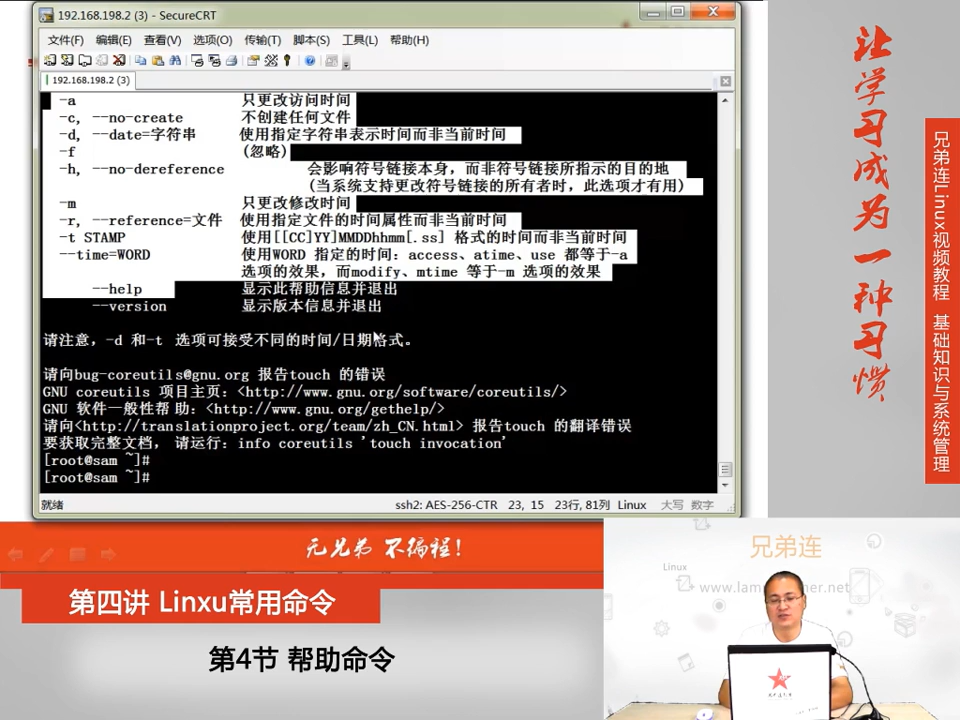 192.168.198.2 (3) - SecureCRT
文件(F) 编辑(E) 查看(V) 选项(O) 传输(T) 脚本(S) 工具(L) 帮助(H)
192.168.198.2 (3)
-a 只更改访问时间
-c, --no-create 不创建任何文件
-d, --date=字符串 使用指定字符串表示时间而非当前时间
-f (忽略)
-h, --no-dereference 会影响符号链接本身，而非符号链接所指示的目的地
(当系统支持更改符号链接的所有者时，此选项才有用)
-m 只更改修改时间
-r, --reference=文件 使用指定文件的时间属性而非当前时间
-t STAMP 使用[[CC]YY]MMDDhhmm[.ss] 格式的时间而非当前时间
--time=WORD 使用WORD 指定的时间：access、atime、use 都等于-a
选项的效果，而modify、mtime 等于-m 选项的效果
--help 显示此帮助信息并退出
--version 显示版本信息并退出
请注意，-d 和-t 选项可接受不同的时间/日期格式。
请向bug-coreutils@gnu.org 报告touch 的错误
GNU coreutils 项目主页：<http://www.gnu.org/software/coreutils/>
GNU 软件一般性帮助：<http://www.gnu.org/gethelp/>
请向<http://translationproject.org/team/zh_CN.html> 报告touch 的翻译错误
要获取完整文档， 请运行：info coreutils 'touch invocation'
[root@sam ~]#
[root@sam ~]#
就绪 ssh2: AES-256-CTR 23, 15 23行, 81列 Linux 大写 数字
让学习成为一种习惯
兄弟连Linux视频教程 基础知识与系统管理
无兄弟 不编程！
第四讲 Linxu常用命令
第4节 帮助命令
兄弟连
Linux